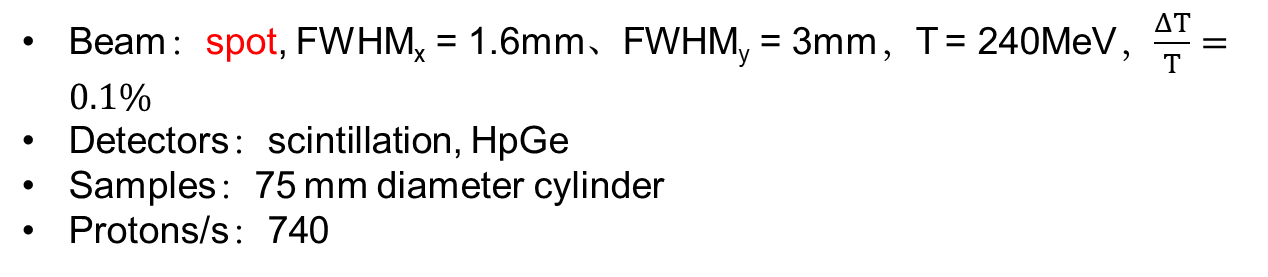 • Beam：spot, FWHMx = 1.6mm、FWHMy = 3mm，T = 240MeV，ΔT/T =
0.1%
• Detectors：scintillation, HpGe
• Samples：75 mm diameter cylinder
• Protons/s：740